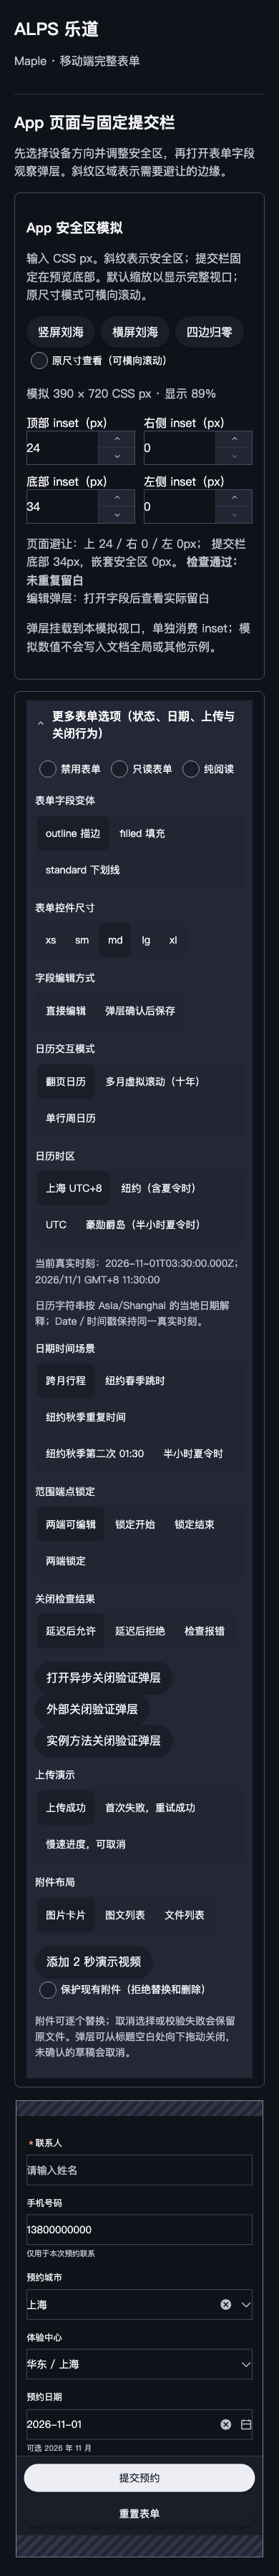 ALPS 乐道
Maple · 移动端完整表单
App 页面与固定提交栏
先选择设备方向并调整安全区，再打开表单字段
观察弹层。斜纹区域表示需要避让的边缘。
App 安全区模拟
输入 CSS px。斜纹表示安全区；提交栏固
定在预览底部。默认缩放以显示完整视口；
原尺寸模式可横向滚动。
竖屏刘海 横屏刘海 四边归零
原尺寸查看（可横向滚动）
模拟 390 × 720 CSS px · 显示 89%
顶部 inset（px） 右侧 inset（px）
24 0
底部 inset（px） 左侧 inset（px）
34 0
页面避让：上 24 / 右 0 / 左 0px； 提交栏
底部 34px，嵌套安全区 0px。 检查通过：
未重复留白
编辑弹层：打开字段后查看实际留白
弹层挂载到本模拟视口，单独消费 inset；模
拟数值不会写入文档全局或其他示例。
更多表单选项（状态、日期、上传与
关闭行为）
禁用表单 只读表单 纯阅读
表单字段变体
outline 描边 filled 填充
standard 下划线
表单控件尺寸
xs sm md lg xl
字段编辑方式
直接编辑 弹层确认后保存
日历交互模式
翻页日历 多月虚拟滚动（十年）
单行周日历
日历时区
上海 UTC+8 纽约（含夏令时）
UTC 豪勋爵岛（半小时夏令时）
当前真实时刻：2026-11-01T03:30:00.000Z；
2026/11/1 GMT+8 11:30:00
日历字符串按 Asia/Shanghai 的当地日期解
释；Date / 时间戳保持同一真实时刻。
日期时间场景
跨月行程 纽约春季跳时
纽约秋季重复时间
纽约秋季第二次 01:30 半小时夏令时
范围端点锁定
两端可编辑 锁定开始 锁定结束
两端锁定
关闭检查结果
延迟后允许 延迟后拒绝 检查报错
打开异步关闭验证弹层
外部关闭验证弹层
实例方法关闭验证弹层
上传演示
上传成功 首次失败，重试成功
慢速进度，可取消
附件布局
图片卡片 图文列表 文件列表
添加 2 秒演示视频
保护现有附件（拒绝替换和删除）
附件可逐个替换；取消选择或校验失败会保留
原文件。弹层可从标题空白处向下拖动关闭，
未确认的草稿会取消。
* 联系人
请输入姓名
手机号码
13800000000
仅用于本次预约联系
预约城市
上海
体验中心
华东 / 上海
预约日期
2026-11-01
可选 2026 年 11 月
提交预约
重置表单